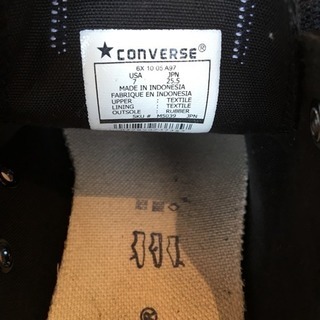 ★CONVERSE®
6X 10 05 A97
USA JPN
7 25.5
MADE IN INDONESIA
FABRIQUE EN INDONESIA
UPPER : TEXTILE
LINING : TEXTILE
OUTSOLE : RUBBER
SKU # M5039 JPN
®